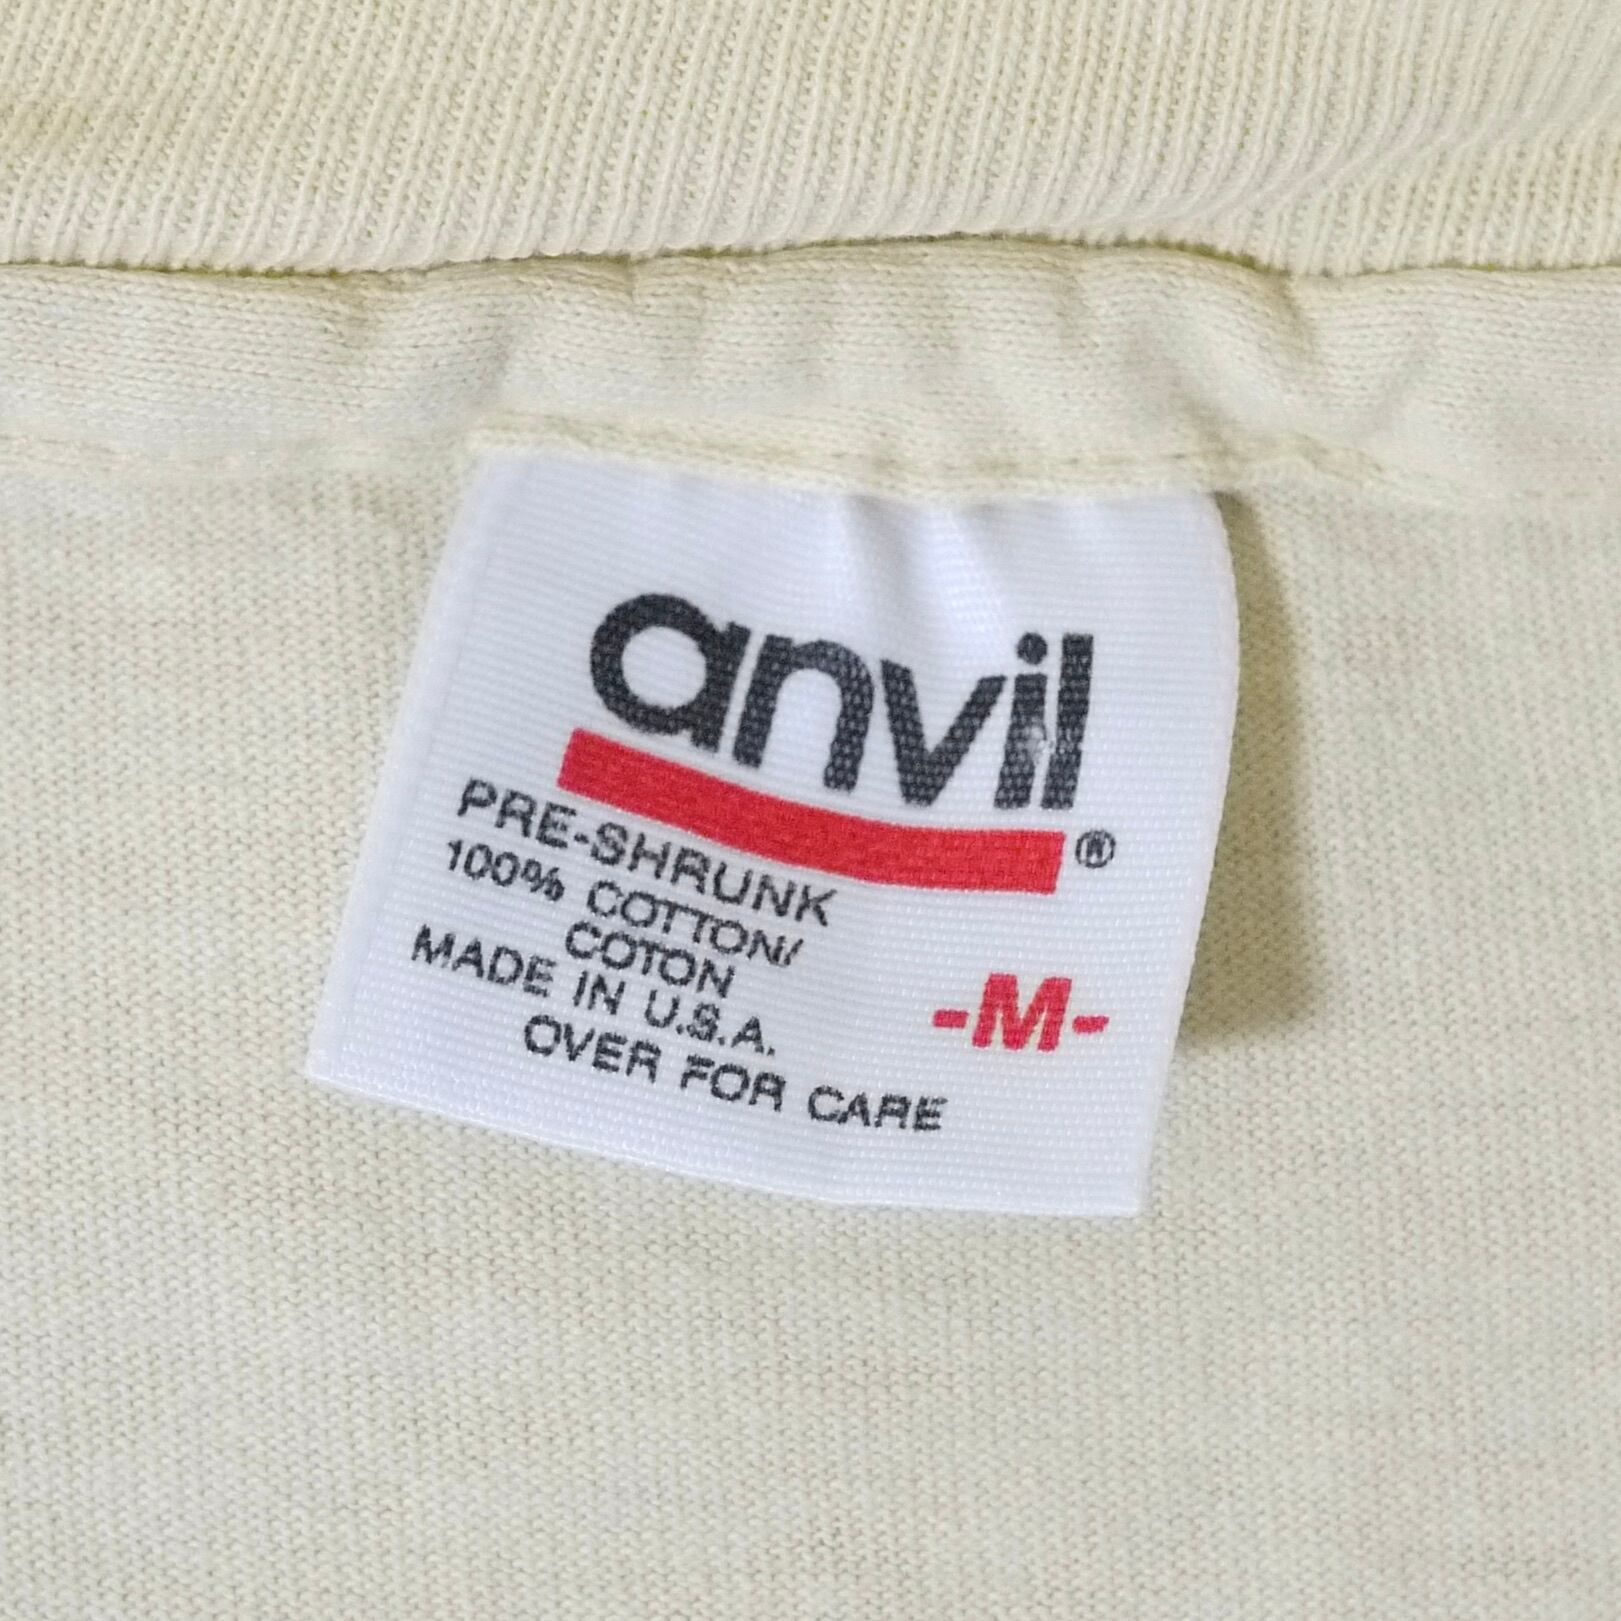 anvil®
PRE-SHRUNK
100% COTTON/
COTON
MADE IN U.S.A.
-M-
OVER FOR CARE